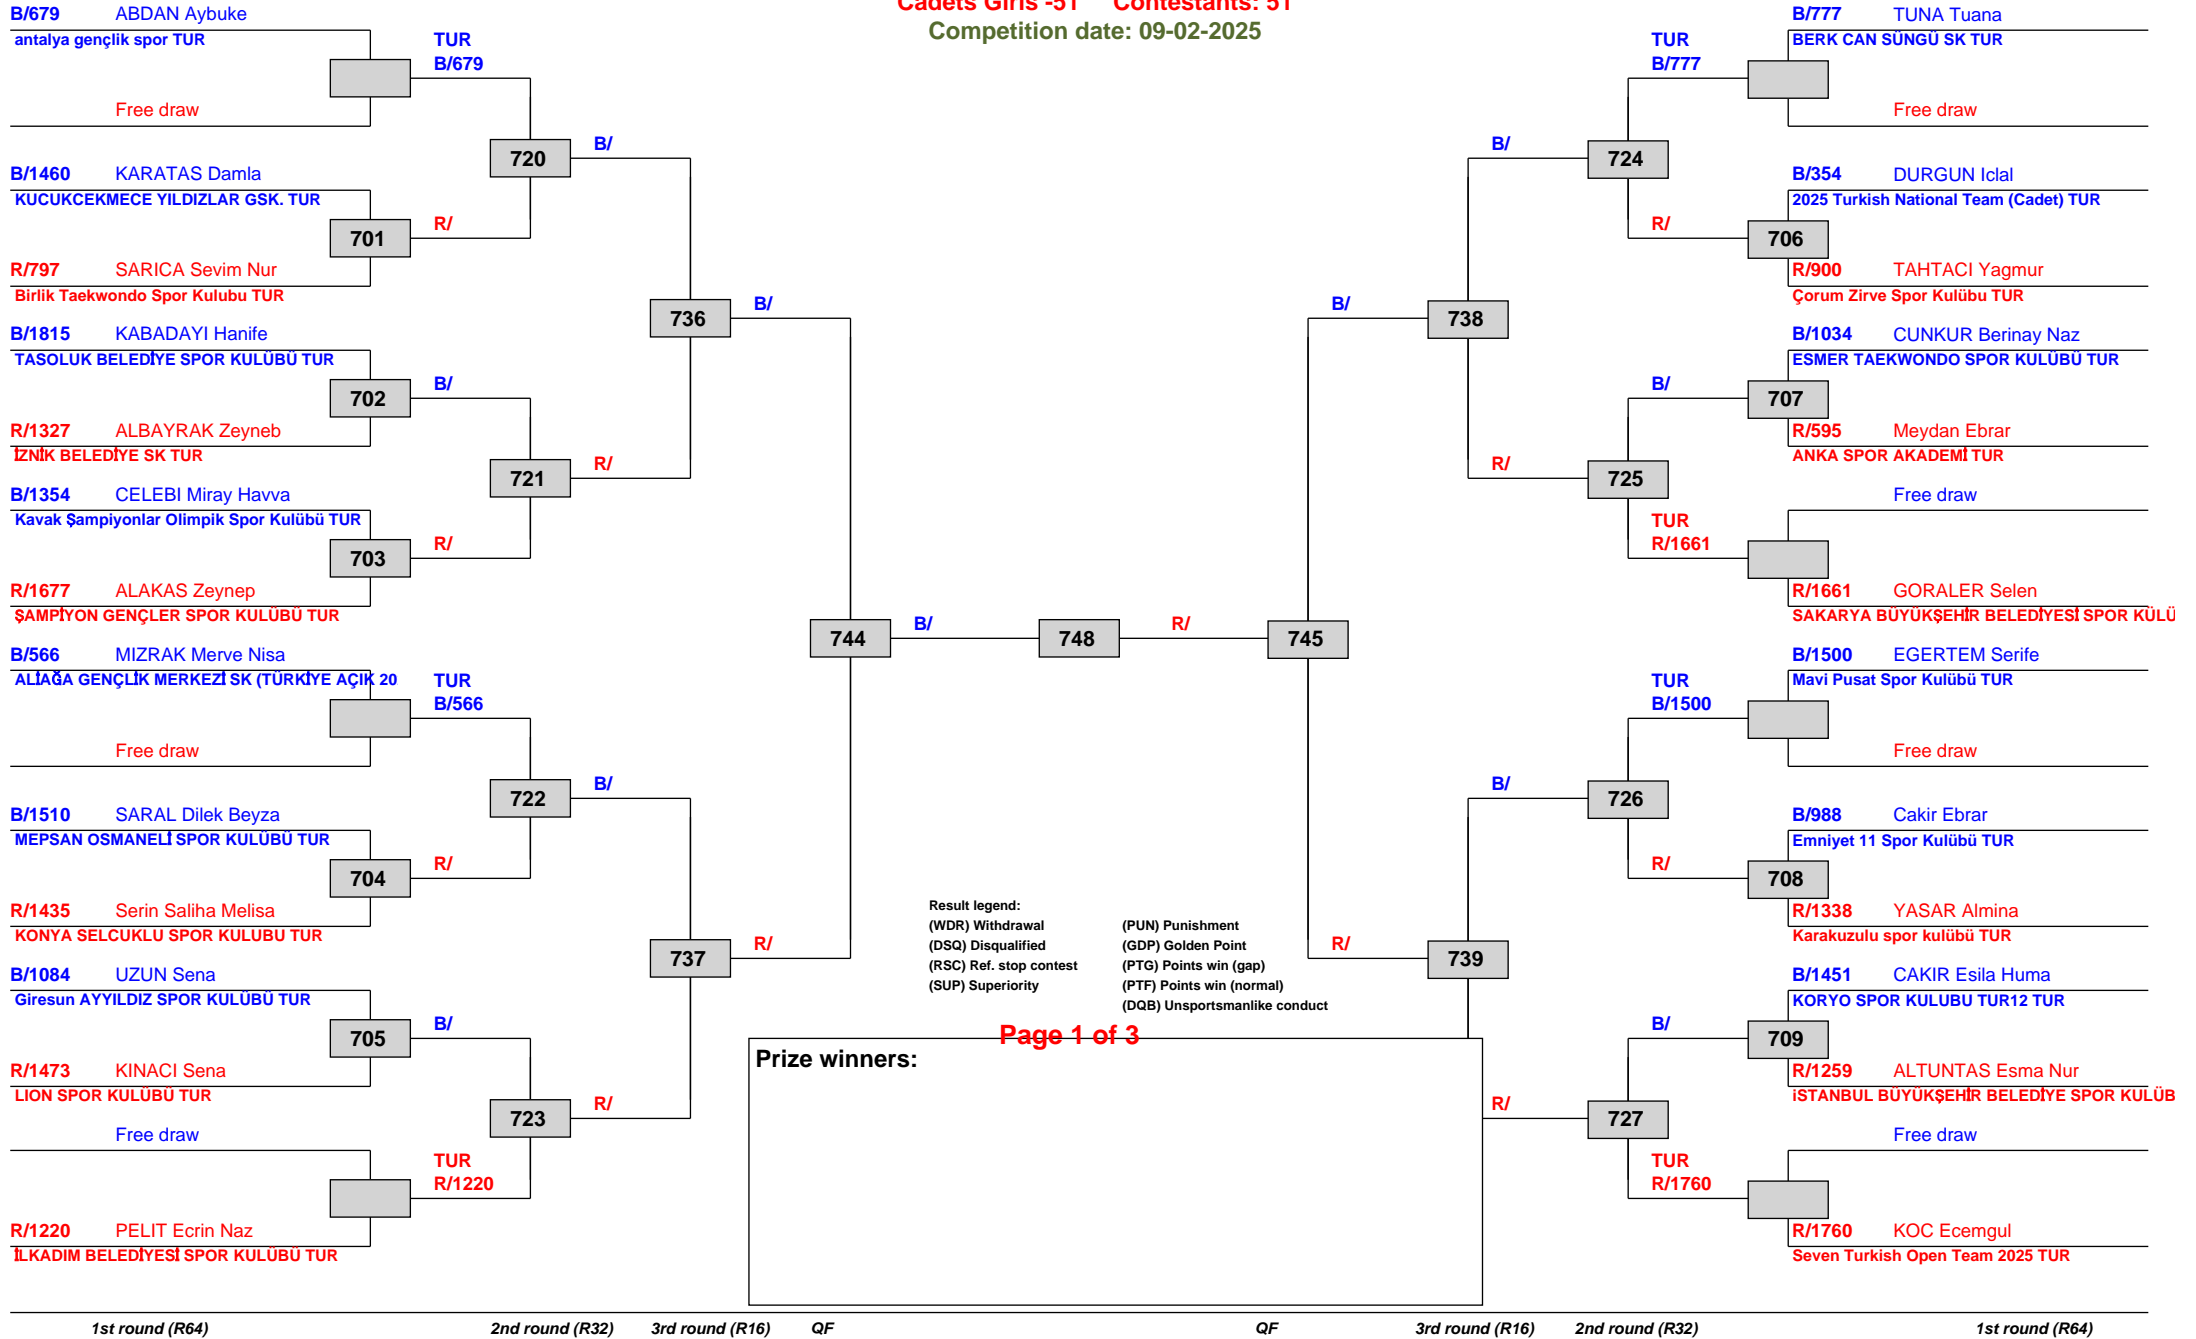 Cadets Girls -51 Contestants: 51
Competition date: 09-02-2025
B/679 ABDAN Aybuke
antalya gençlik spor TUR
Free draw
TUR
B/679
B/1460 KARATAS Damla
KUCUKCEKMECE YILDIZLAR GSK. TUR
701
R/797 SARICA Sevim Nur
Birlik Taekwondo Spor Kulubu TUR
R/
720
B/
B/1815 KABADAYI Hanife
TASOLUK BELEDİYE SPOR KULÜBÜ TUR
702
R/1327 ALBAYRAK Zeyneb
İZNİK BELEDİYE SK TUR
B/
B/1354 CELEBI Miray Havva
Kavak Şampiyonlar Olimpik Spor Kulübü TUR
703
R/1677 ALAKAS Zeynep
ŞAMPİYON GENÇLER SPOR KULÜBÜ TUR
R/
721
R/
736
B/
B/566 MIZRAK Merve Nisa
ALİAĞA GENÇLİK MERKEZİ SK (TÜRKİYE AÇIK 20
Free draw
TUR
B/566
B/1510 SARAL Dilek Beyza
MEPSAN OSMANELİ SPOR KULÜBÜ TUR
704
R/1435 Serin Saliha Melisa
KONYA SELCUKLU SPOR KULUBU TUR
R/
722
B/
B/1084 UZUN Sena
Giresun AYYILDIZ SPOR KULÜBÜ TUR
705
R/1473 KINACI Sena
LION SPOR KULÜBÜ TUR
B/
Free draw
R/1220 PELIT Ecrin Naz
İLKADIM BELEDİYESİ SPOR KULÜBÜ TUR
TUR
R/1220
723
R/
737
R/
744
B/
748
R/
745
B/777 TUNA Tuana
BERK CAN SÜNGÜ SK TUR
Free draw
TUR
B/777
B/354 DURGUN Iclal
2025 Turkish National Team (Cadet) TUR
706
R/900 TAHTACI Yagmur
Çorum Zirve Spor Kulübu TUR
R/
724
B/
B/1034 CUNKUR Berinay Naz
ESMER TAEKWONDO SPOR KULÜBÜ TUR
707
R/595 Meydan Ebrar
ANKA SPOR AKADEMİ TUR
B/
Free draw
R/1661 GORALER Selen
SAKARYA BÜYÜKŞEHİR BELEDİYESİ SPOR KÜLÜ
TUR
R/1661
725
R/
738
B/
B/1500 EGERTEM Serife
Mavi Pusat Spor Kulübü TUR
Free draw
TUR
B/1500
B/988 Cakir Ebrar
Emniyet 11 Spor Kulübü TUR
708
R/1338 YASAR Almina
Karakuzulu spor kulübü TUR
R/
726
B/
B/1451 CAKIR Esila Huma
KORYO SPOR KULUBU TUR12 TUR
709
R/1259 ALTUNTAS Esma Nur
iSTANBUL BÜYÜKŞEHİR BELEDİYE SPOR KULÜB
B/
Free draw
R/1760 KOC Ecemgul
Seven Turkish Open Team 2025 TUR
TUR
R/1760
727
R/
739
R/
Result legend:
(WDR) Withdrawal (PUN) Punishment
(DSQ) Disqualified (GDP) Golden Point
(RSC) Ref. stop contest (PTG) Points win (gap)
(SUP) Superiority (PTF) Points win (normal)
(DQB) Unsportsmanlike conduct
Page 1 of 3
Prize winners:
1st round (R64) 2nd round (R32) 3rd round (R16) QF QF 3rd round (R16) 2nd round (R32) 1st round (R64)